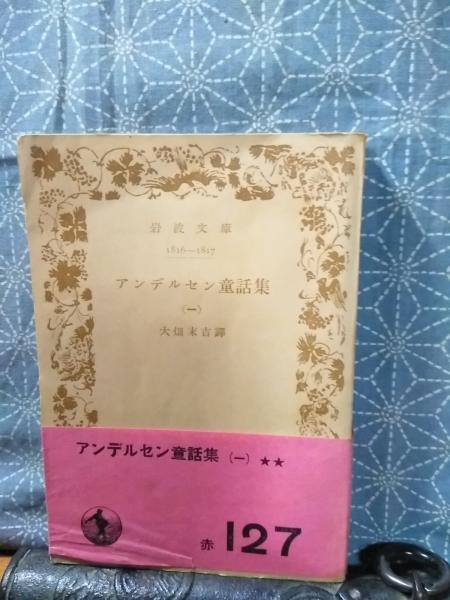 岩波文庫
1816—1817
アンデルセン童話集
(一)
大畑末吉譯
アンデルセン童話集 (一) ★★
赤 127